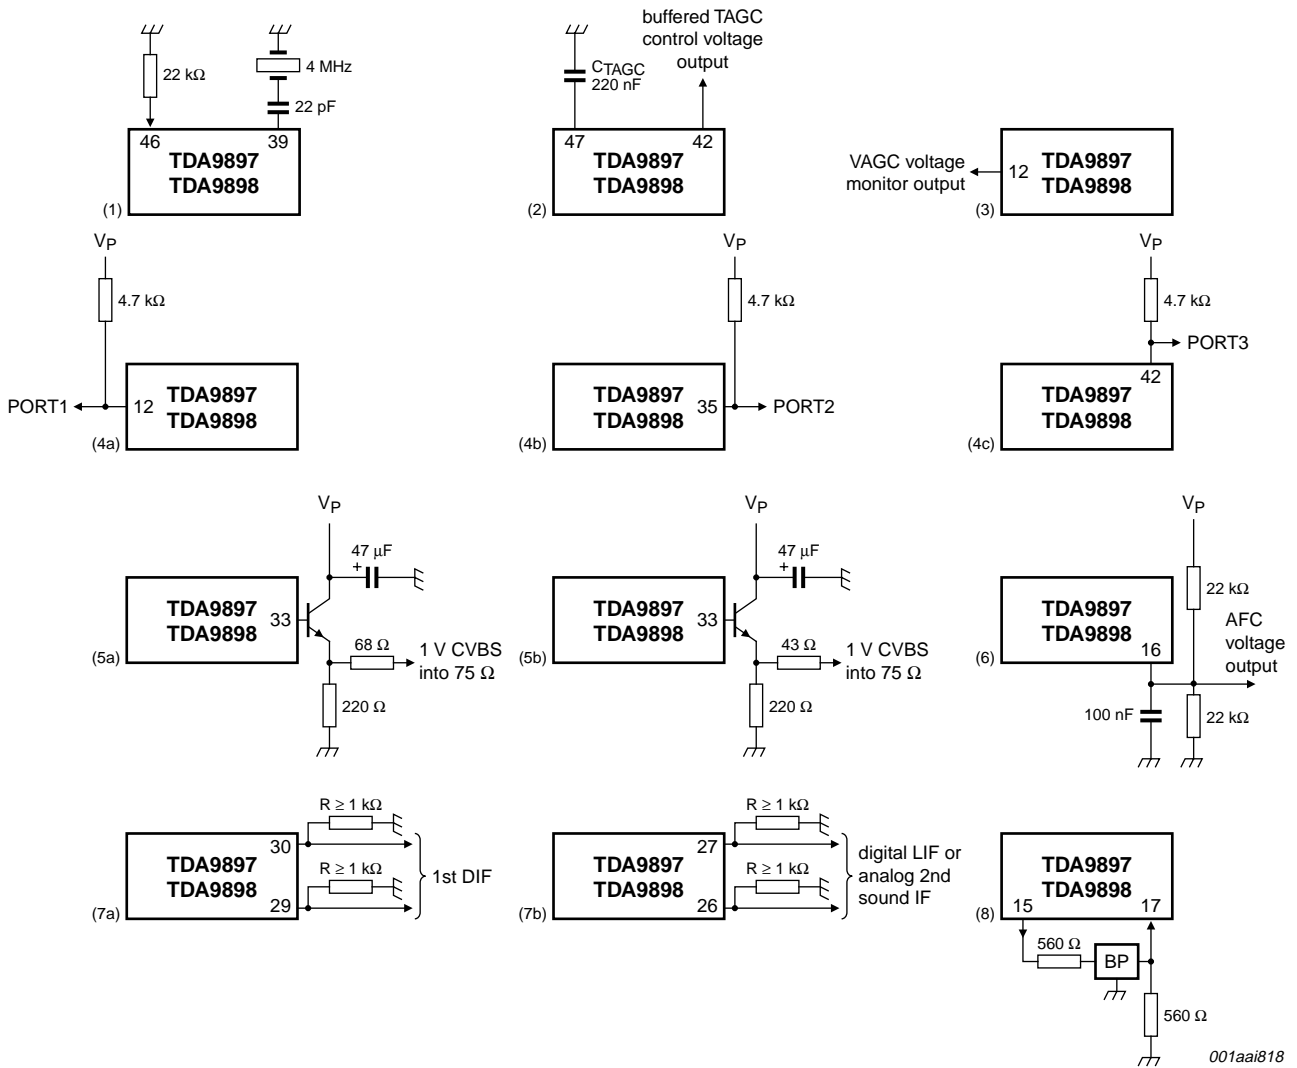 22 kΩ
4 MHz
22 pF
46
39
TDA9897
TDA9898
(1)
CTAGC
220 nF
buffered TAGC
control voltage
output
47
42
TDA9897
TDA9898
(2)
VAGC voltage
monitor output
12
TDA9897
TDA9898
(3)
VP
4.7 kΩ
PORT1
12
TDA9897
TDA9898
(4a)
VP
4.7 kΩ
TDA9897
TDA9898
35
PORT2
(4b)
VP
4.7 kΩ
PORT3
42
TDA9897
TDA9898
(4c)
VP
47 μF
+
TDA9897
TDA9898
33
68 Ω
1 V CVBS
into 75 Ω
220 Ω
(5a)
VP
47 μF
+
TDA9897
TDA9898
33
43 Ω
1 V CVBS
into 75 Ω
220 Ω
(5b)
VP
22 kΩ
TDA9897
TDA9898
16
AFC
voltage
output
100 nF
22 kΩ
(6)
R ≥ 1 kΩ
30
TDA9897
TDA9898
R ≥ 1 kΩ
29
1st DIF
(7a)
R ≥ 1 kΩ
27
TDA9897
TDA9898
R ≥ 1 kΩ
26
digital LIF or
analog 2nd
sound IF
(7b)
TDA9897
TDA9898
15
17
(8)
560 Ω
BP
560 Ω
001aai818